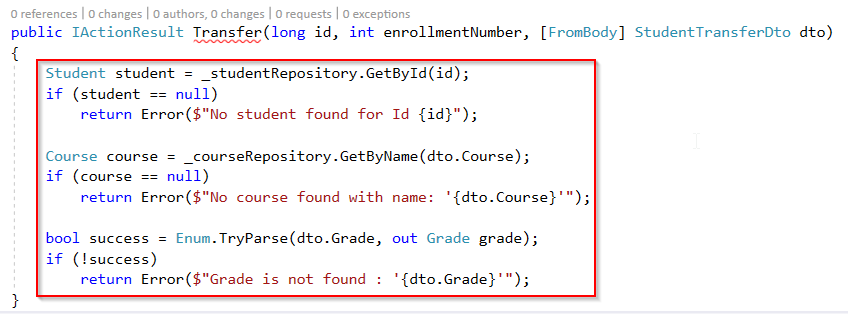 0 references | 0 changes | 0 authors, 0 changes | 0 requests | 0 exceptions
public IActionResult Transfer(long id, int enrollmentNumber, [FromBody] StudentTransferDto dto)
{
Student student = _studentRepository.GetById(id);
if (student == null)
return Error($"No student found for Id {id}");
Course course = _courseRepository.GetByName(dto.Course);
if (course == null)
return Error($"No course found with name: '{dto.Course}'");
bool success = Enum.TryParse(dto.Grade, out Grade grade);
if (!success)
return Error($"Grade is not found : '{dto.Grade}'");
}